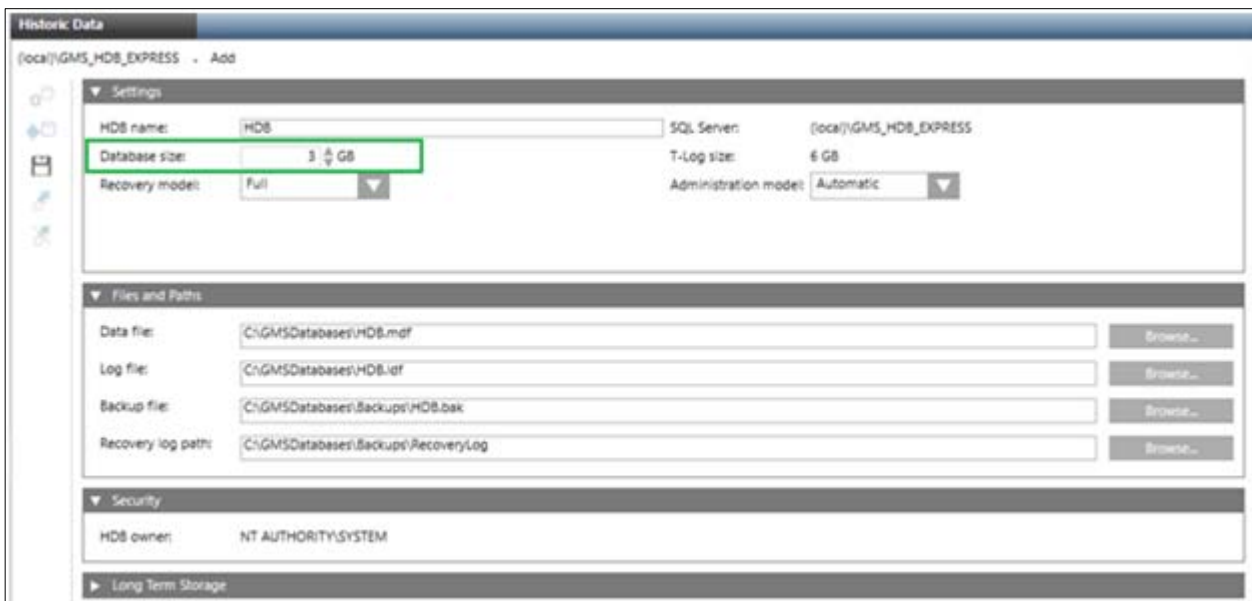 Historic Data
(local)\GMS_HDB_EXPRESS . Add
Settings
HDB name: HDB SQL Server: (local)\GMS_HDB_EXPRESS
Database size: 3 GB T-Log size: 6 GB
Recovery model: Full Administration model: Automatic
Files and Paths
Data file: C:\GMSDatabases\HDB.mdf Browse...
Log file: C:\GMSDatabases\HDB.ldf Browse...
Backup file: C:\GMSDatabases\Backups\HDB.bak Browse...
Recovery log path: C:\GMSDatabases\Backups\RecoveryLog Browse...
Security
HDB owner: NT AUTHORITY\SYSTEM
Long Term Storage